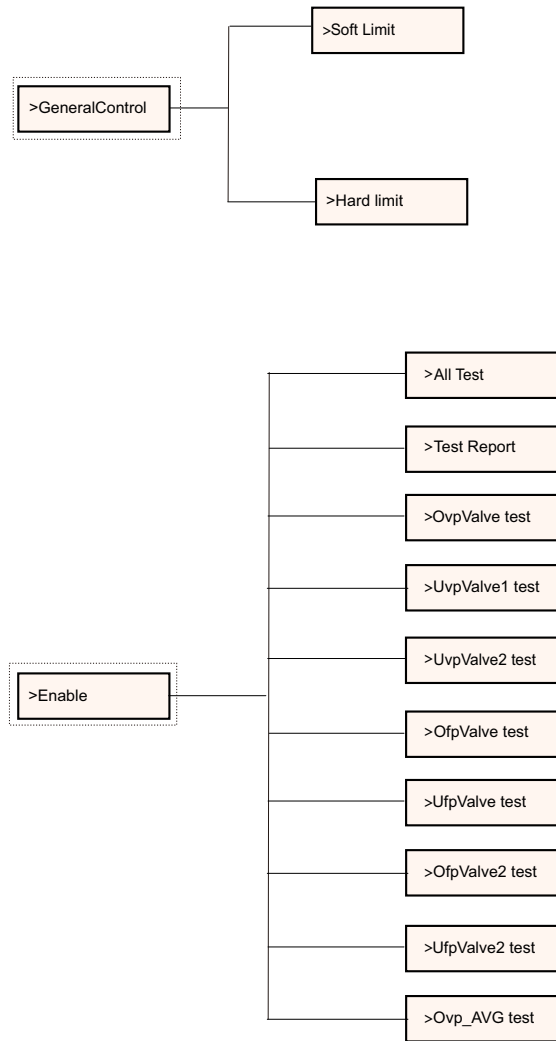 >Soft Limit
>GeneralControl
>Hard limit
>All Test
>Test Report
>OvpValve test
>UvpValve1 test
>UvpValve2 test
>Enable
>OfpValve test
>UfpValve test
>OfpValve2 test
>UfpValve2 test
>Ovp_AVG test